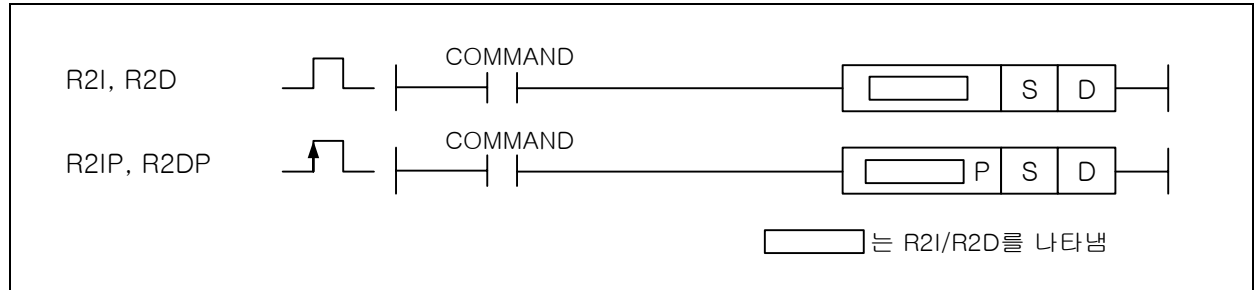 COMMAND
R2I, R2D S D
COMMAND
R2IP, R2DP P S D
는 R2I/R2D를 나타냄